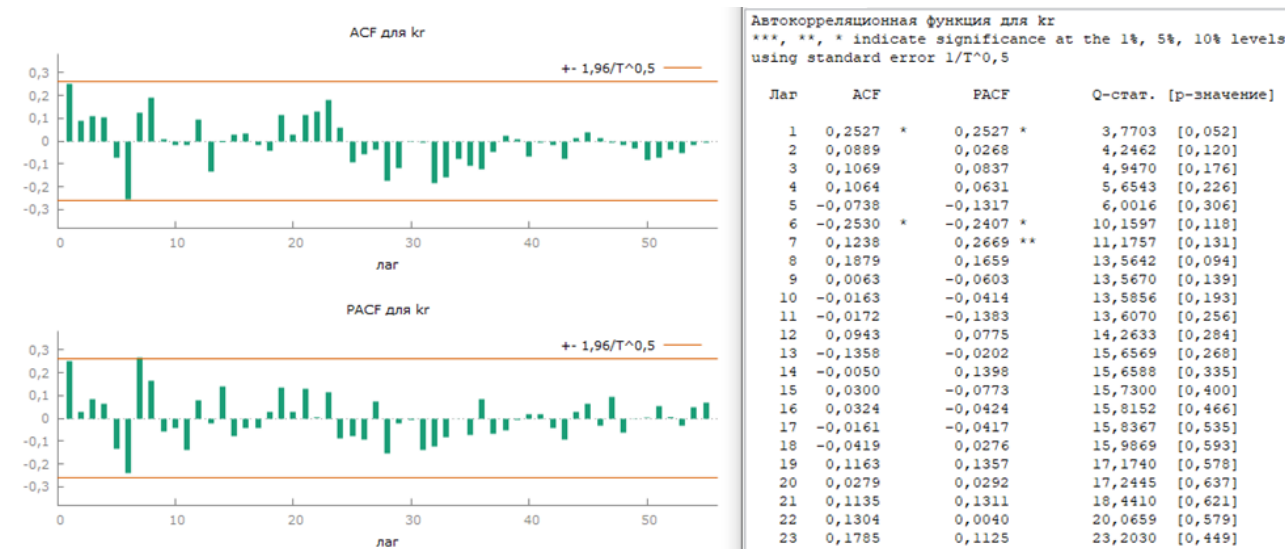 ACF для kr
+- 1,96/T^0,5
0,3
0,2
0,1
0
-0,1
-0,2
-0,3
0 10 20 30 40 50
лаг
PACF для kr
+- 1,96/T^0,5
0,3
0,2
0,1
0
-0,1
-0,2
-0,3
0 10 20 30 40 50
лаг
Автокорреляционная функция для kr
***, **, * indicate significance at the 1%, 5%, 10% levels
using standard error 1/T^0,5
Лаг ACF PACF Q-стат. [p-значение]
1 0,2527 * 0,2527 * 3,7703 [0,052]
2 0,0889 0,0268 4,2462 [0,120]
3 0,1069 0,0837 4,9470 [0,176]
4 0,1064 0,0631 5,6543 [0,226]
5 -0,0738 -0,1317 6,0016 [0,306]
6 -0,2530 * -0,2407 * 10,1597 [0,118]
7 0,1238 0,2669 ** 11,1757 [0,131]
8 0,1879 0,1659 13,5642 [0,094]
9 0,0063 -0,0603 13,5670 [0,139]
10 -0,0163 -0,0414 13,5856 [0,193]
11 -0,0172 -0,1383 13,6070 [0,256]
12 0,0943 0,0775 14,2633 [0,284]
13 -0,1358 -0,0202 15,6569 [0,268]
14 -0,0050 0,1398 15,6588 [0,335]
15 0,0300 -0,0773 15,7300 [0,400]
16 0,0324 -0,0424 15,8152 [0,466]
17 -0,0161 -0,0417 15,8367 [0,535]
18 -0,0419 0,0276 15,9869 [0,593]
19 0,1163 0,1357 17,1740 [0,578]
20 0,0279 0,0292 17,2445 [0,637]
21 0,1135 0,1311 18,4410 [0,621]
22 0,1304 0,0040 20,0659 [0,579]
23 0,1785 0,1125 23,2030 [0,449]